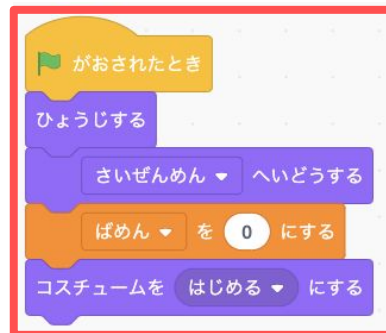 がおされたとき
ひょうじする
さいぜんめん へいどうする
ばめん を 0 にする
コスチュームを はじめる にする